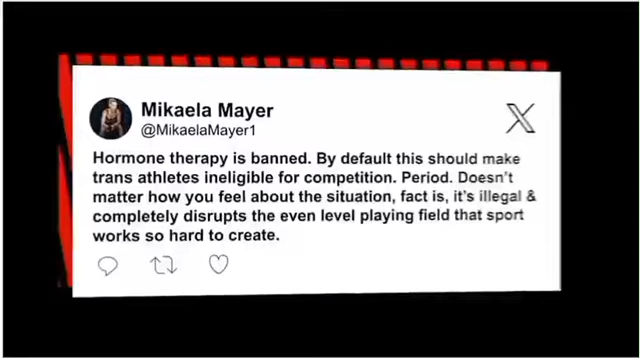 Mikaela Mayer
@MikaelaMayer1
Hormone therapy is banned. By default this should make
trans athletes ineligible for competition. Period. Doesn't
matter how you feel about the situation, fact is, it's illegal &
completely disrupts the even level playing field that sport
works so hard to create.